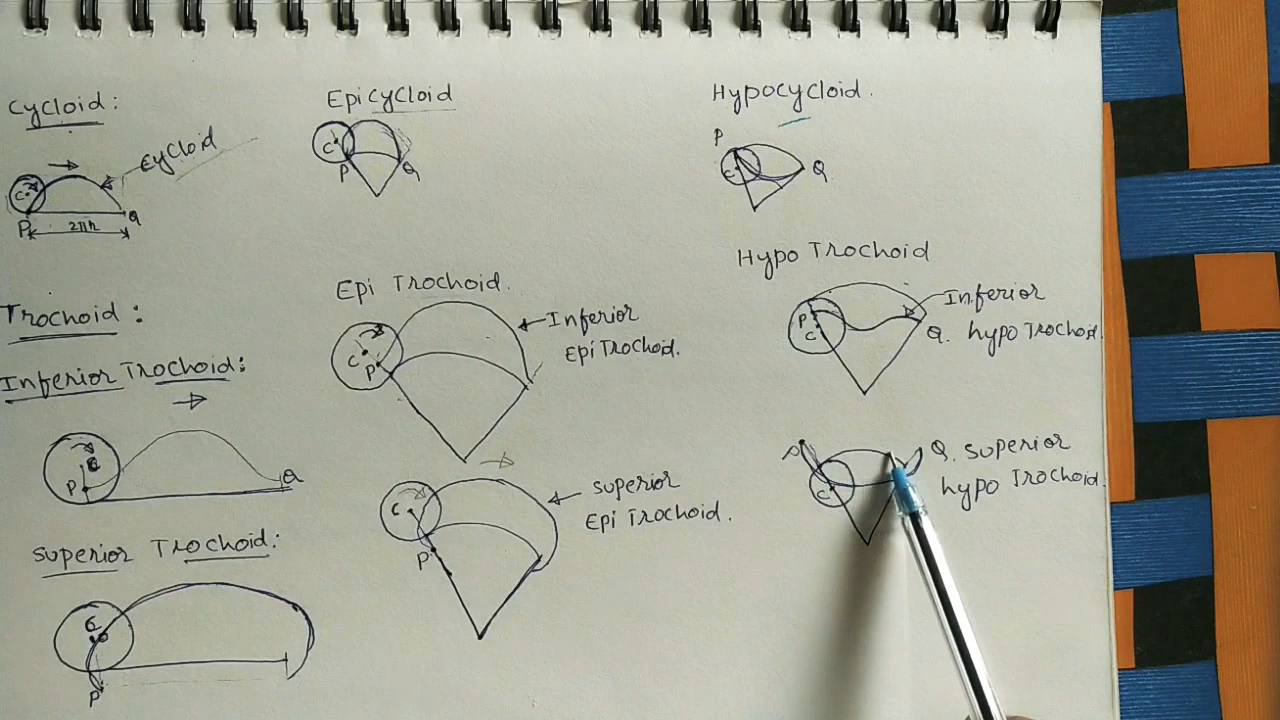 Cycloid:
Cycloid
C
P
Q
2πr
Trochoid:
Inferior Trochoid:
C
P
Q
Superior Trochoid:
C
P
Epicycloid
C
P
Q
Epi Trochoid.
C
P
Inferior
Epi Trochoid.
C
P
Superior
Epi Trochoid.
Hypocycloid.
P
C
Q
Hypo Trochoid
P
C
Inferior
Q. hypo Trochoid.
P
C
Q. Superior
hypo Trochoid.